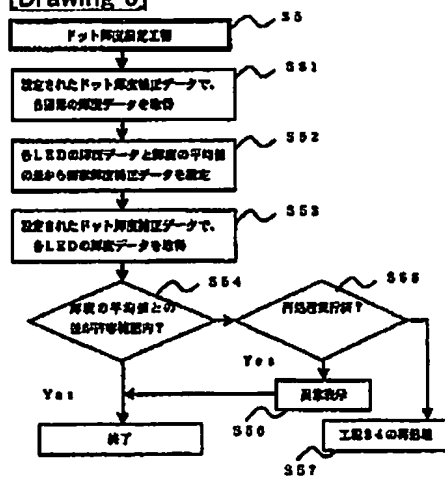 S5
ドット輝度設定工程
S51
設定されたドット輝度補正データで、
各画素の輝度データを取得
S52
各LEDの輝度データと輝度の平均値
の差から画素輝度補正データを設定
S53
設定されたドット輝度補正データで、
各LEDの輝度データを取得
S54
輝度の平均値との
差が許容範囲内?
S55
再処理実行済?
Yes
Yes
異常表示
S56
終了
工程S4の再処理
S57